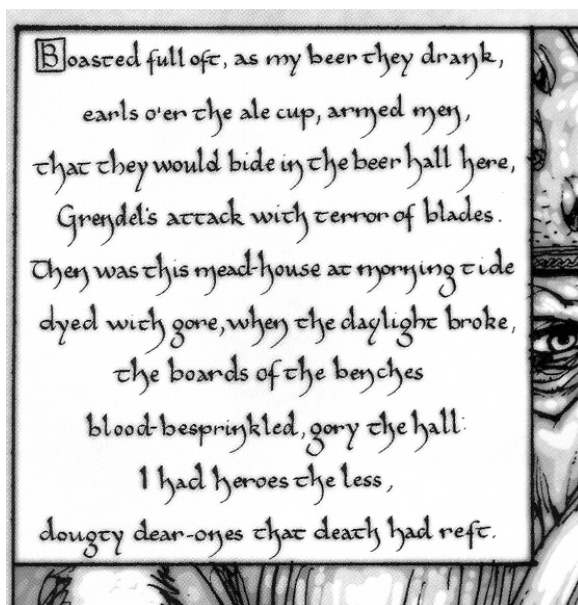 Boasted full oft, as my beer they drank,
earls o'er the ale cup, armed men,
that they would bide in the beer hall here,
Grendel's attack with terror of blades.
Then was this mead-house at morning tide
dyed with gore, when the daylight broke,
the boards of the benches
blood-besprinkled, gory the hall:
I had heroes the less,
dougty dear-ones that death had reft.